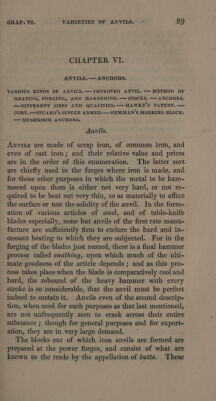 CHAP. VI. VARIETIES OF ANVILS. 89
CHAPTER VI.
ANVILS. — ANCHORS.
VARIOUS KINDS OF ANVILS. — IMPROVED ANVIL. — METHOD OF
HEATING, FORGING, AND HARDENING. — STOCKS. — ANCHORS.
— DIFFERENT SIZES AND QUALITIES. — HAWKE'S PATENT. —
CORT. — STUARD'S SINGLE ARMED. — HEMMAN'S MOORING BLOCK.
— MUSHROOM ANCHORS.
Anvils.
ANVILS are made of scrap iron, of common iron, and
even of cast iron; and their relative value and prices
are in the order of this enumeration. The latter sort
are chiefly used in the forges where iron is made, and
for those other purposes in which the metal to be ham-
mered upon them is either not very hard, or not re-
quired to be beat out very thin, so as materially to affect
the surface or test the solidity of the anvil. In the form-
ation of various articles of steel, and of table-knife
blades especially, none but anvils of the first rate manu-
facture are sufficiently firm to endure the hard and in-
cessant beating to which they are subjected. For in the
forging of the blades just named, there is a final hammer
process called smithing, upon which much of the ulti-
mate goodness of the article depends; and as this pro-
cess takes place when the blade is comparatively cool and
hard, the rebound of the heavy hammer with every
stroke is so considerable, that the anvil must be perfect
indeed to sustain it. Anvils even of the second descrip-
tion, when used for such purposes as that last mentioned,
are not unfrequently seen to crack across their entire
substance; though for general purposes and for export-
ation, they are in very large demand.
The blocks out of which iron anvils are formed are
prepared at the power forges, and consist of what are
known to the trade by the appellation of butts. These